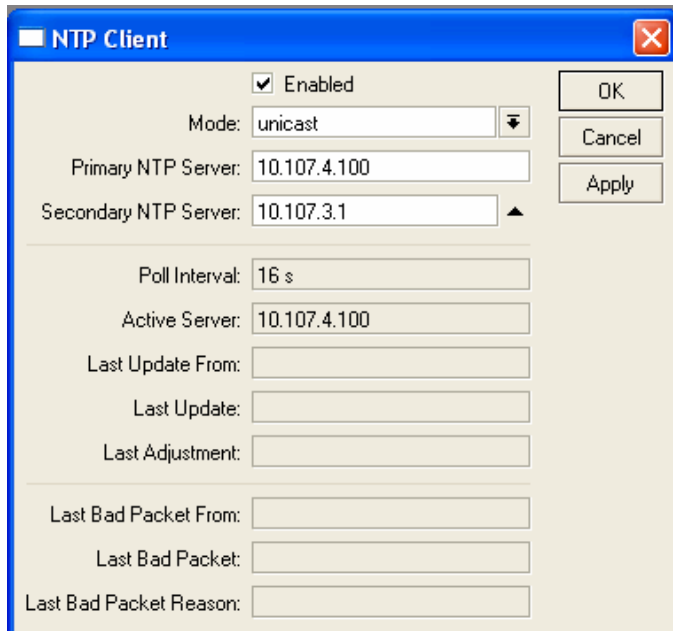 NTP Client
Enabled
OK
Mode: unicast
Cancel
Primary NTP Server: 10.107.4.100
Apply
Secondary NTP Server: 10.107.3.1
Poll Interval: 16 s
Active Server: 10.107.4.100
Last Update From:
Last Update:
Last Adjustment:
Last Bad Packet From:
Last Bad Packet:
Last Bad Packet Reason: